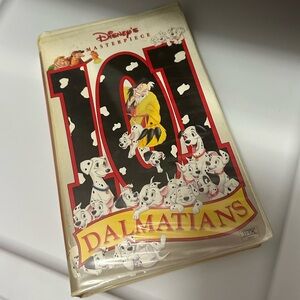 Disney's
MASTERPIECE
101
DALMATIANS